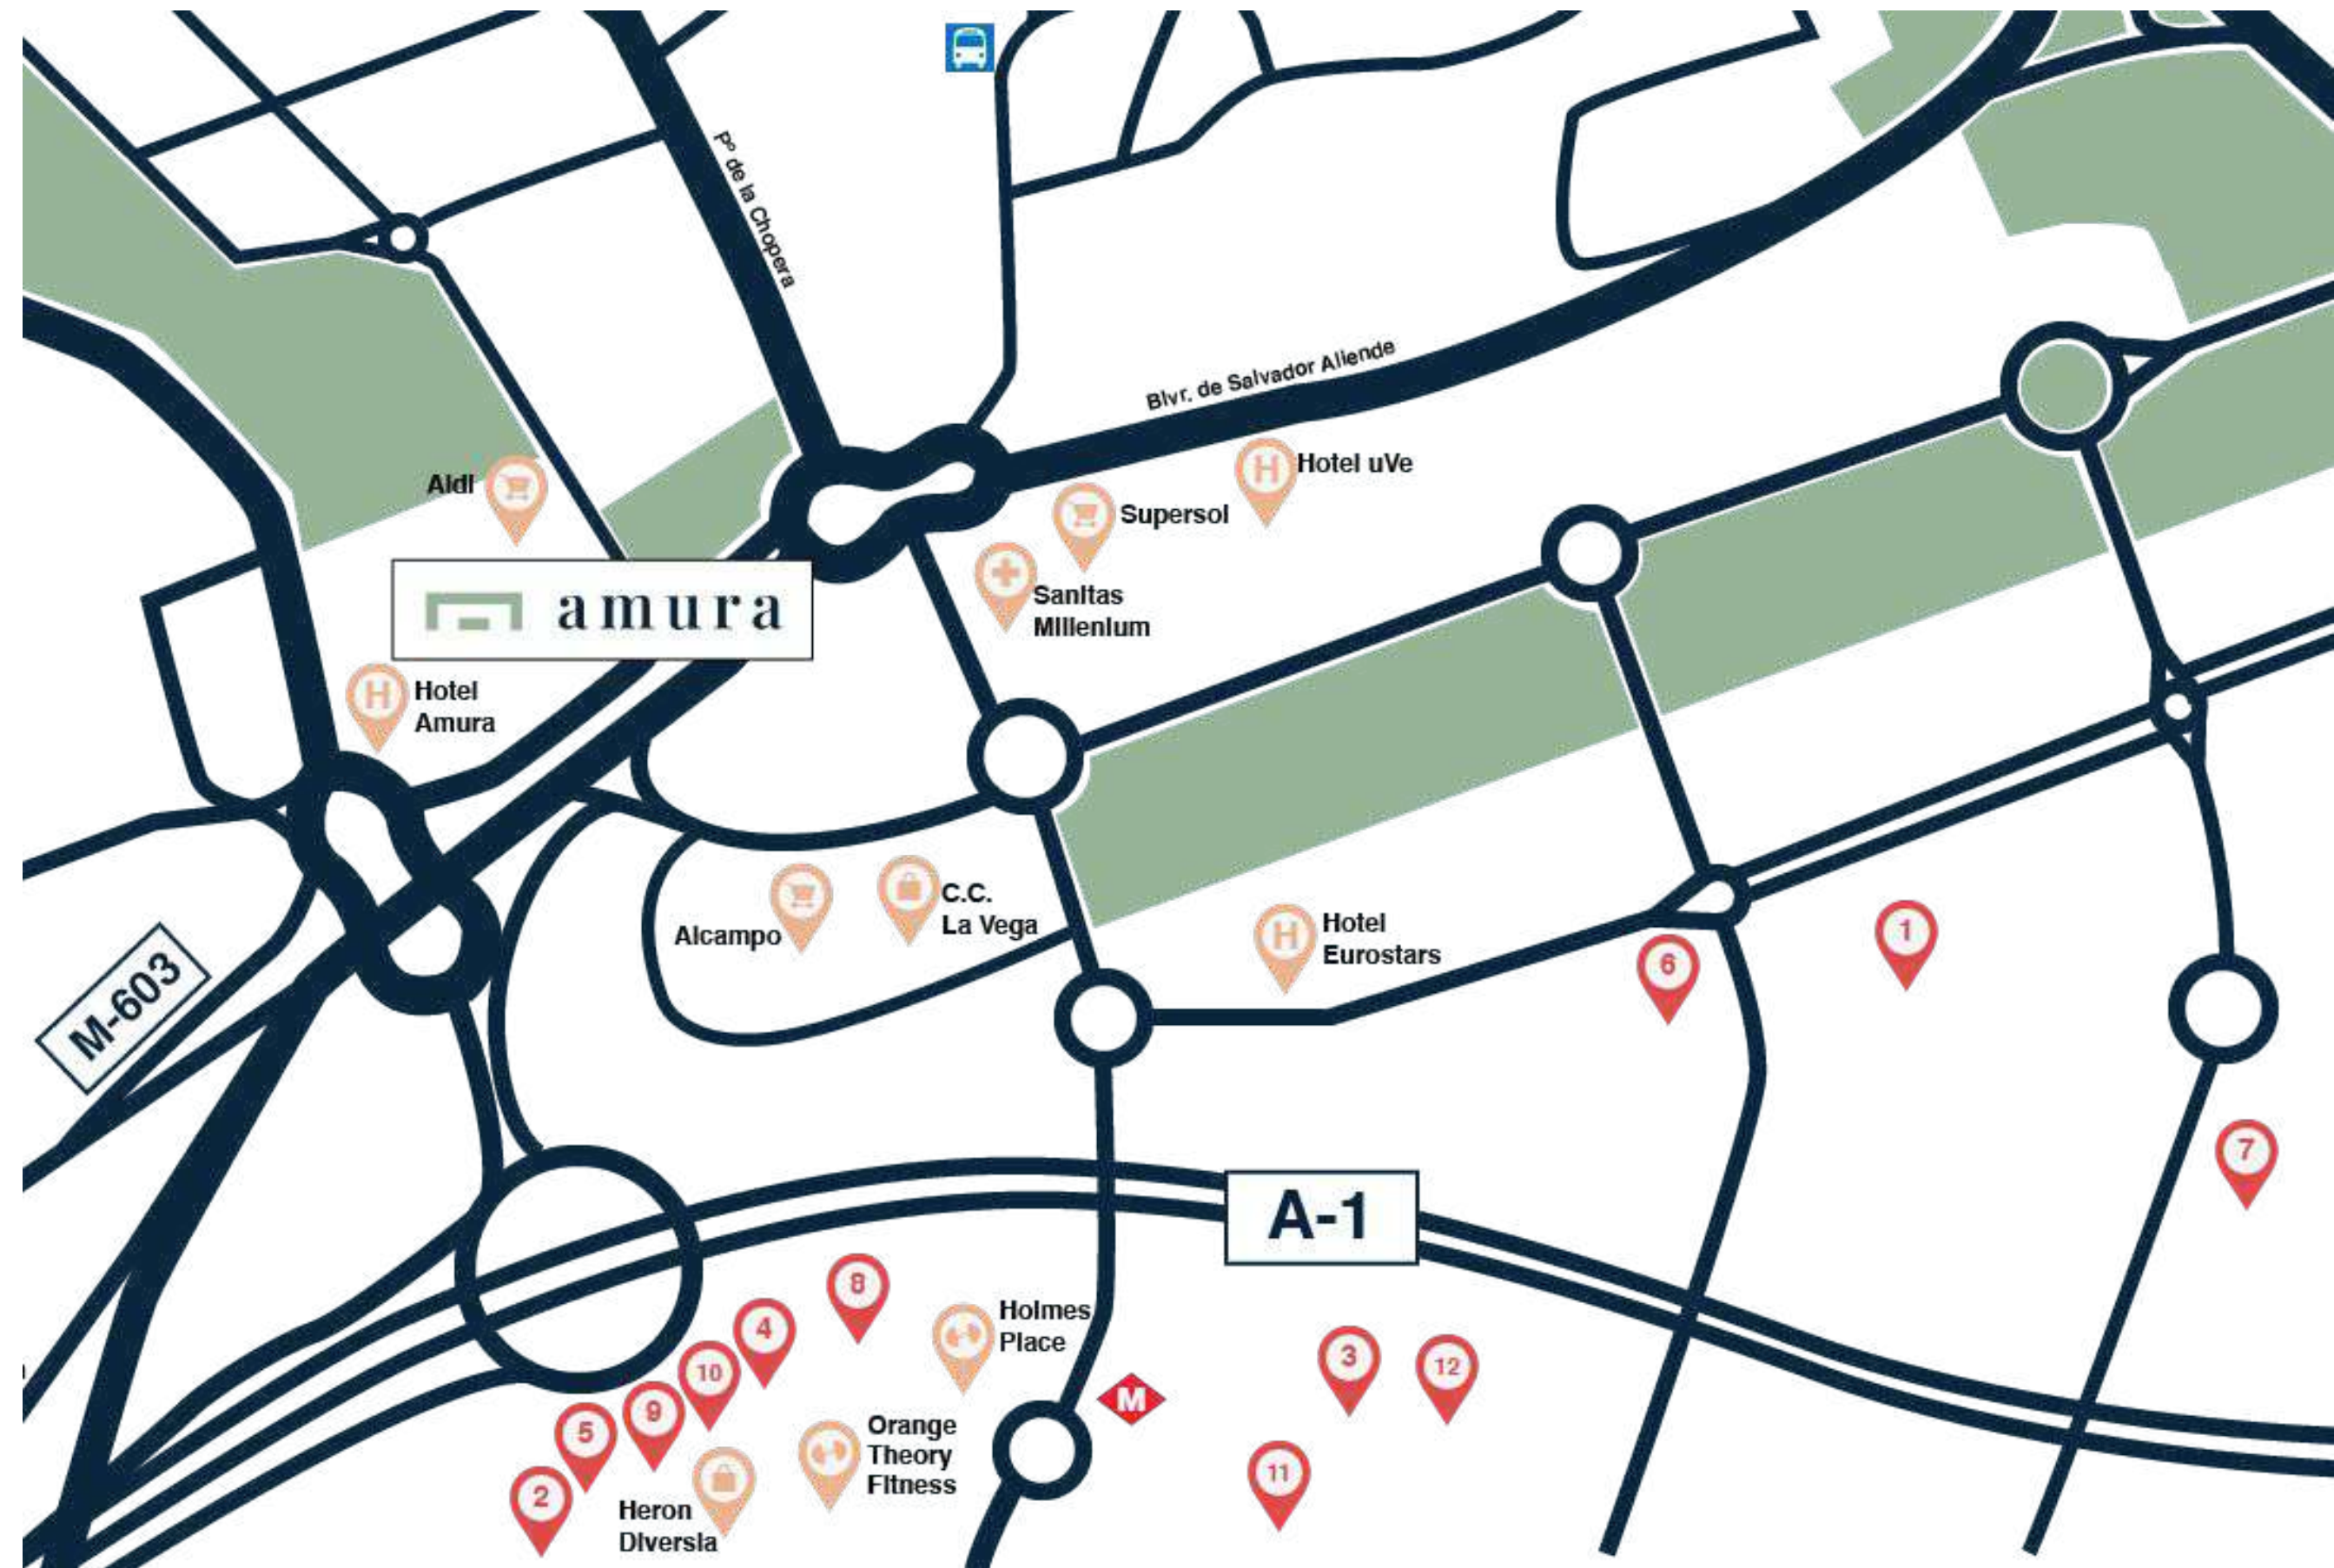 Pº de la Chopera
Blvr. de Salvador Aliende
Aldi
Hotel uVe
Supersol
Sanitas
Millenium
amura
Hotel
Amura
Alcampo
C.C.
La Vega
Hotel
Eurostars
M-603
1
6
7
A-1
8
4
10
9
5
2
Holmes
Place
M
3
12
11
Orange
Theory
Fitness
Heron
Diversia
H
H
H